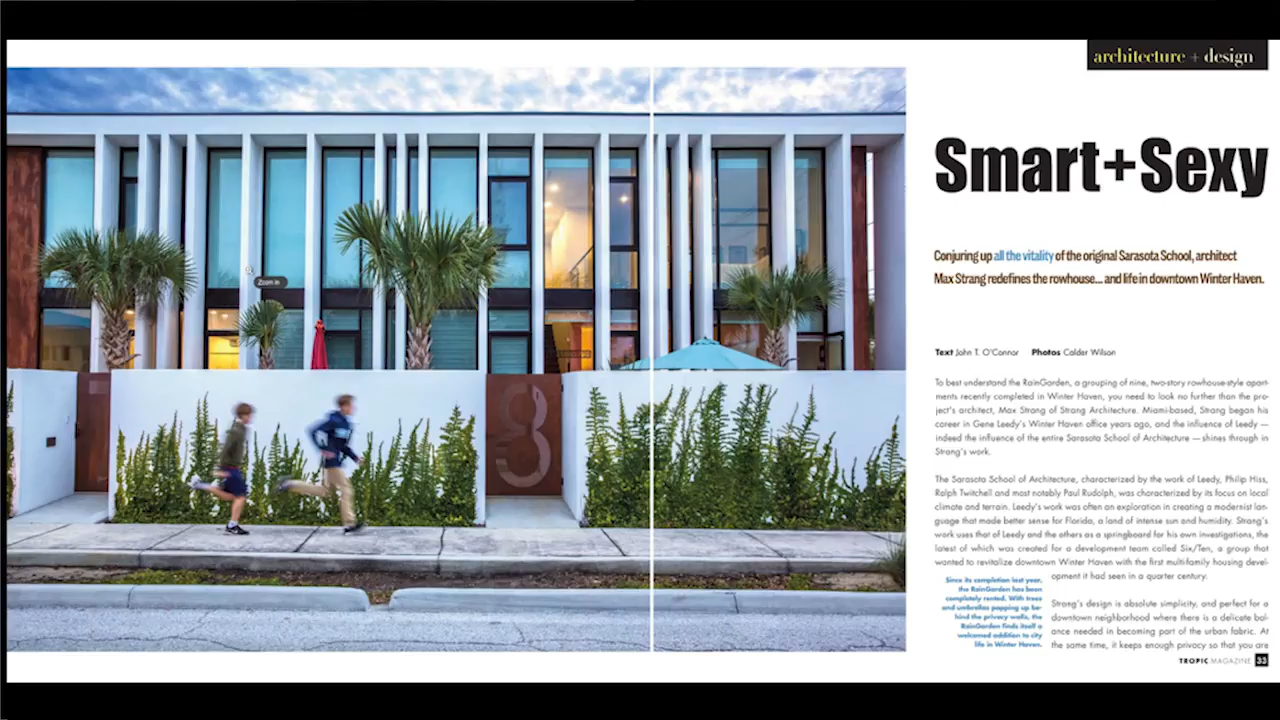 architecture + design
Smart+Sexy
Conjuring up all the vitality of the original Sarasota School, architect
Max Strang redefines the rowhouse... and life in downtown Winter Haven.
Text John T. O'Connor Photos Calder Wilson
To best understand the RainGarden, a grouping of nine, two-story rowhouse-style apart-
ments recently completed in Winter Haven, you need to look no further than the pro-
ject's architect, Max Strang of Strang Architecture. Miami-based, Strang began his
career in Gene Leedy's Winter Haven office years ago, and the influence of Leedy —
indeed the influence of the entire Sarasota School of Architecture — shines through in
Strang's work.
The Sarasota School of Architecture, characterized by the work of Leedy, Philip Hiss,
Ralph Twitchell and most notably Paul Rudolph, was characterized by its focus on local
climate and terrain. Leedy's work was often an exploration in creating a modernist lan-
guage that made better sense for Florida, a land of intense sun and humidity. Strang's
work uses that of Leedy and the others as a springboard for his own investigations, the
latest of which was created for a development team called Six/Ten, a group that
wanted to revitalize downtown Winter Haven with the first multifamily housing devel-
opment it had seen in a quarter century.
Strang's design is absolute simplicity, and perfect for a
downtown neighborhood where there is a delicate bal-
ance needed in becoming part of the urban fabric. At
the same time, it keeps enough privacy so that you are
Since its completion last year,
the RainGarden has been
completely rented. With trees
and umbrellas popping up be-
hind the privacy walls, the
RainGarden finds itself a
welcomed addition to city
life in Winter Haven.
TROPIC MAGAZINE 33
Zoom in
8